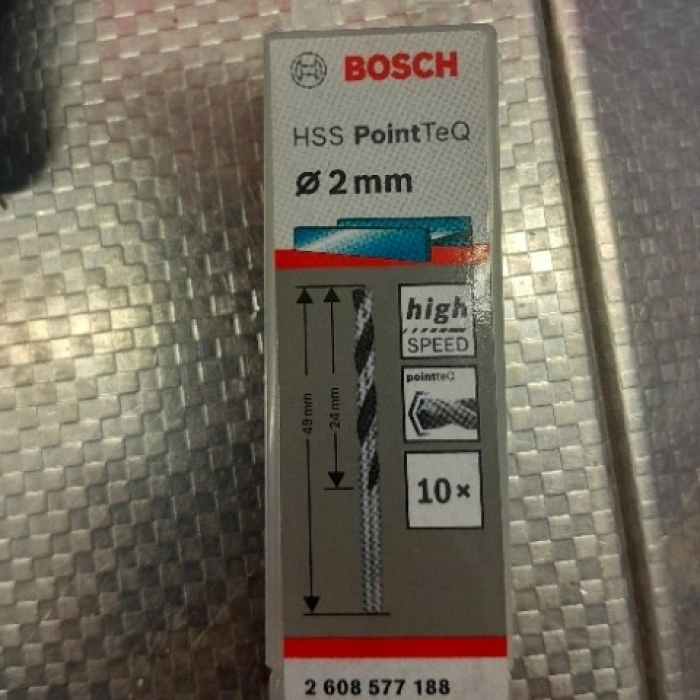 BOSCH
HSS PointTeQ
Ø 2 mm
high
SPEED
49 mm
24 mm
pointteQ
10×
2 608 577 188